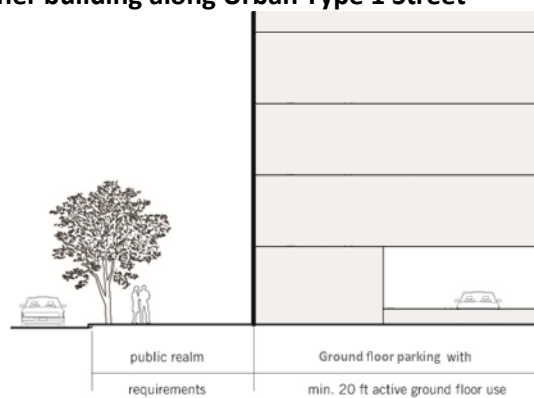 her building along Urban Type 1 Street
public realm
Ground floor parking with
requirements
min. 20 ft active ground floor use